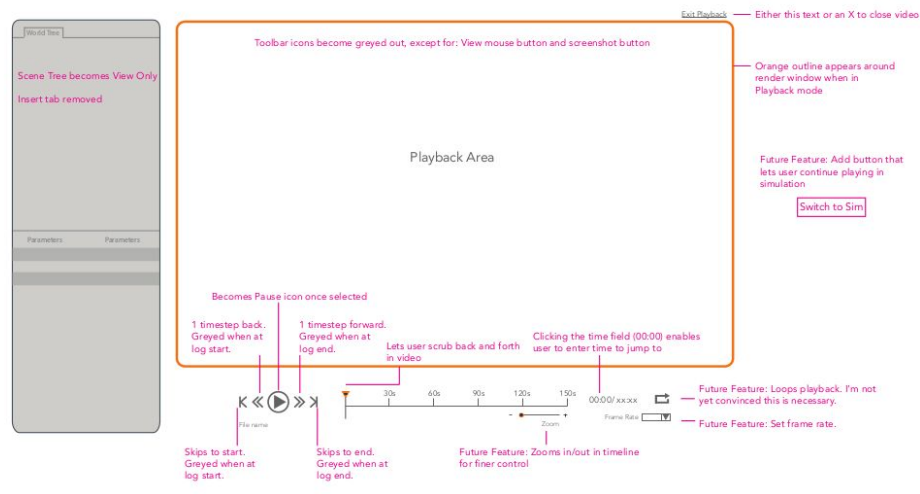 Exit Playback
Either this text or an X to close video
World Tree
Toolbar icons become greyed out, except for: View mouse button and screenshot button
Scene Tree becomes View Only
Insert tab removed
Orange outline appears around
render window when in
Playback mode
Playback Area
Future Feature: Add button that
lets user continue playing in
simulation
Switch to Sim
Parameters
Parameters
Becomes Pause icon once selected
1 timestep back.
Greyed when at
log start.
1 timestep forward.
Greyed when at
log end.
Lets user scrub back and forth
in video
Clicking the time field (00:00) enables
user to enter time to jump to
30s
60s
90s
120s
150s
00:00/ xx:xx
Future Feature: Loops playback. I'm not
yet convinced this is necessary.
- +
Zoom
Frame Rate
Future Feature: Set frame rate.
File name
Skips to start.
Greyed when at
log start.
Skips to end.
Greyed when at
log end.
Future Feature: Zooms in/out in timeline
for finer control